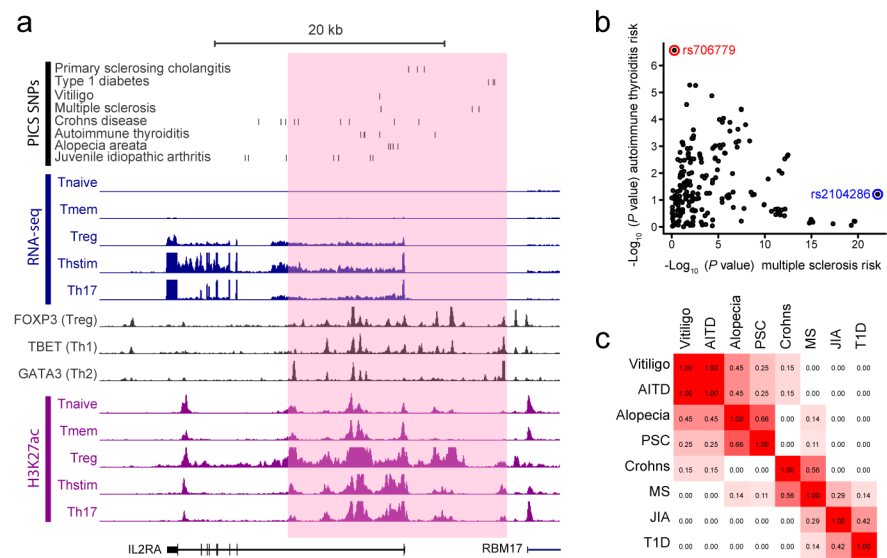 a
20 kb
PICS SNPs
Primary sclerosing cholangitis
Type 1 diabetes
Vitiligo
Multiple sclerosis
Crohns disease
Autoimmune thyroiditis
Alopecia areata
Juvenile idiopathic arthritis
RNA-seq
Tnaive
Tmem
Treg
Thstim
Th17
FOXP3 (Treg)
TBET (Th1)
GATA3 (Th2)
H3K27ac
Tnaive
Tmem
Treg
Thstim
Th17
IL2RA
RBM17
b
-Log10 (P value) autoimmune thyroiditis risk
6
5
4
3
2
1
0
rs706779
rs2104286
0 5 10 15 20
-Log10 (P value) multiple sclerosis risk
c
Vitiligo AITD Alopecia PSC Crohns MS JIA T1D
Vitiligo 1.00 1.00 0.45 0.25 0.15 0.00 0.00 0.00
AITD 1.00 1.00 0.45 0.25 0.15 0.00 0.00 0.00
Alopecia 0.45 0.45 1.00 0.66 0.00 0.14 0.00 0.00
PSC 0.25 0.25 0.66 1.00 0.00 0.11 0.00 0.00
Crohns 0.15 0.15 0.00 0.00 1.00 0.56 0.00 0.00
MS 0.00 0.00 0.14 0.11 0.56 1.00 0.29 0.14
JIA 0.00 0.00 0.00 0.00 0.00 0.29 1.00 0.42
T1D 0.00 0.00 0.00 0.00 0.00 0.14 0.42 1.00